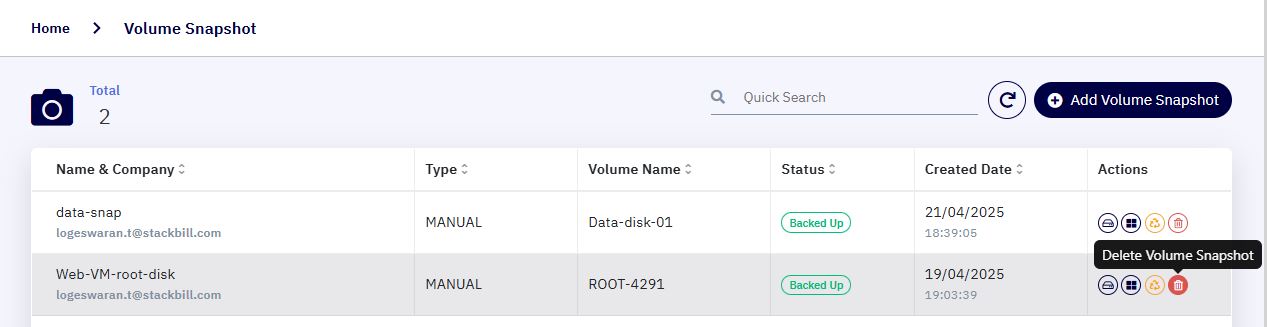 Home > Volume Snapshot
Total
2
Quick Search
Add Volume Snapshot
Name & Company Type Volume Name Status Created Date Actions
data-snap MANUAL Data-disk-01 Backed Up 21/04/2025
logeswaran.t@stackbill.com 18:39:05
Delete Volume Snapshot
Web-VM-root-disk MANUAL ROOT-4291 Backed Up 19/04/2025
logeswaran.t@stackbill.com 19:03:39